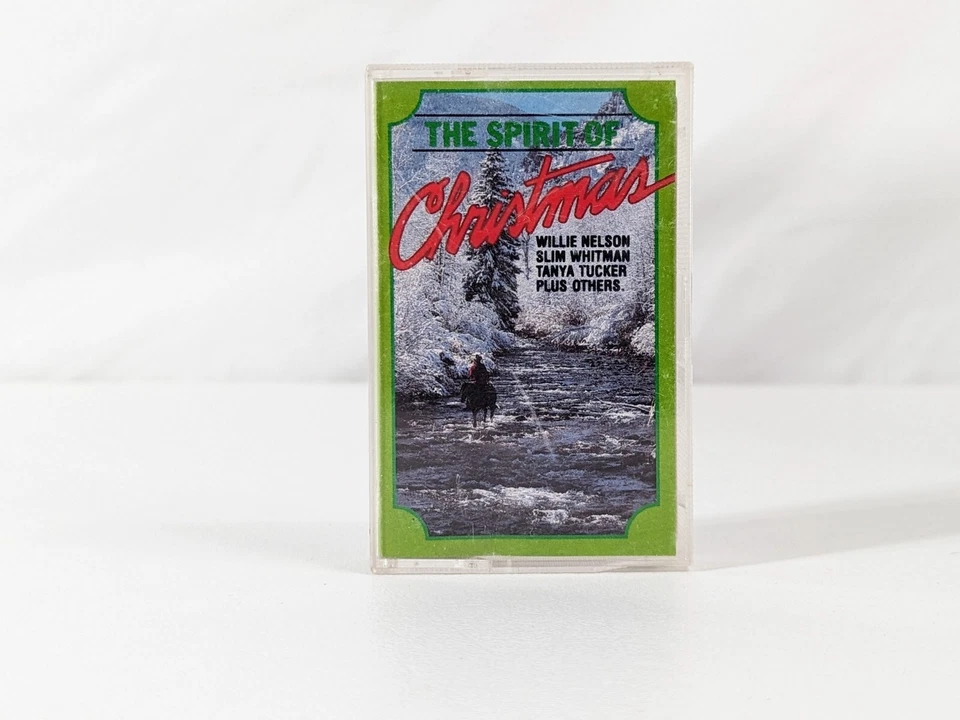 THE SPIRIT OF
Christmas
WILLIE NELSON
SLIM WHITMAN
TANYA TUCKER
PLUS OTHERS.